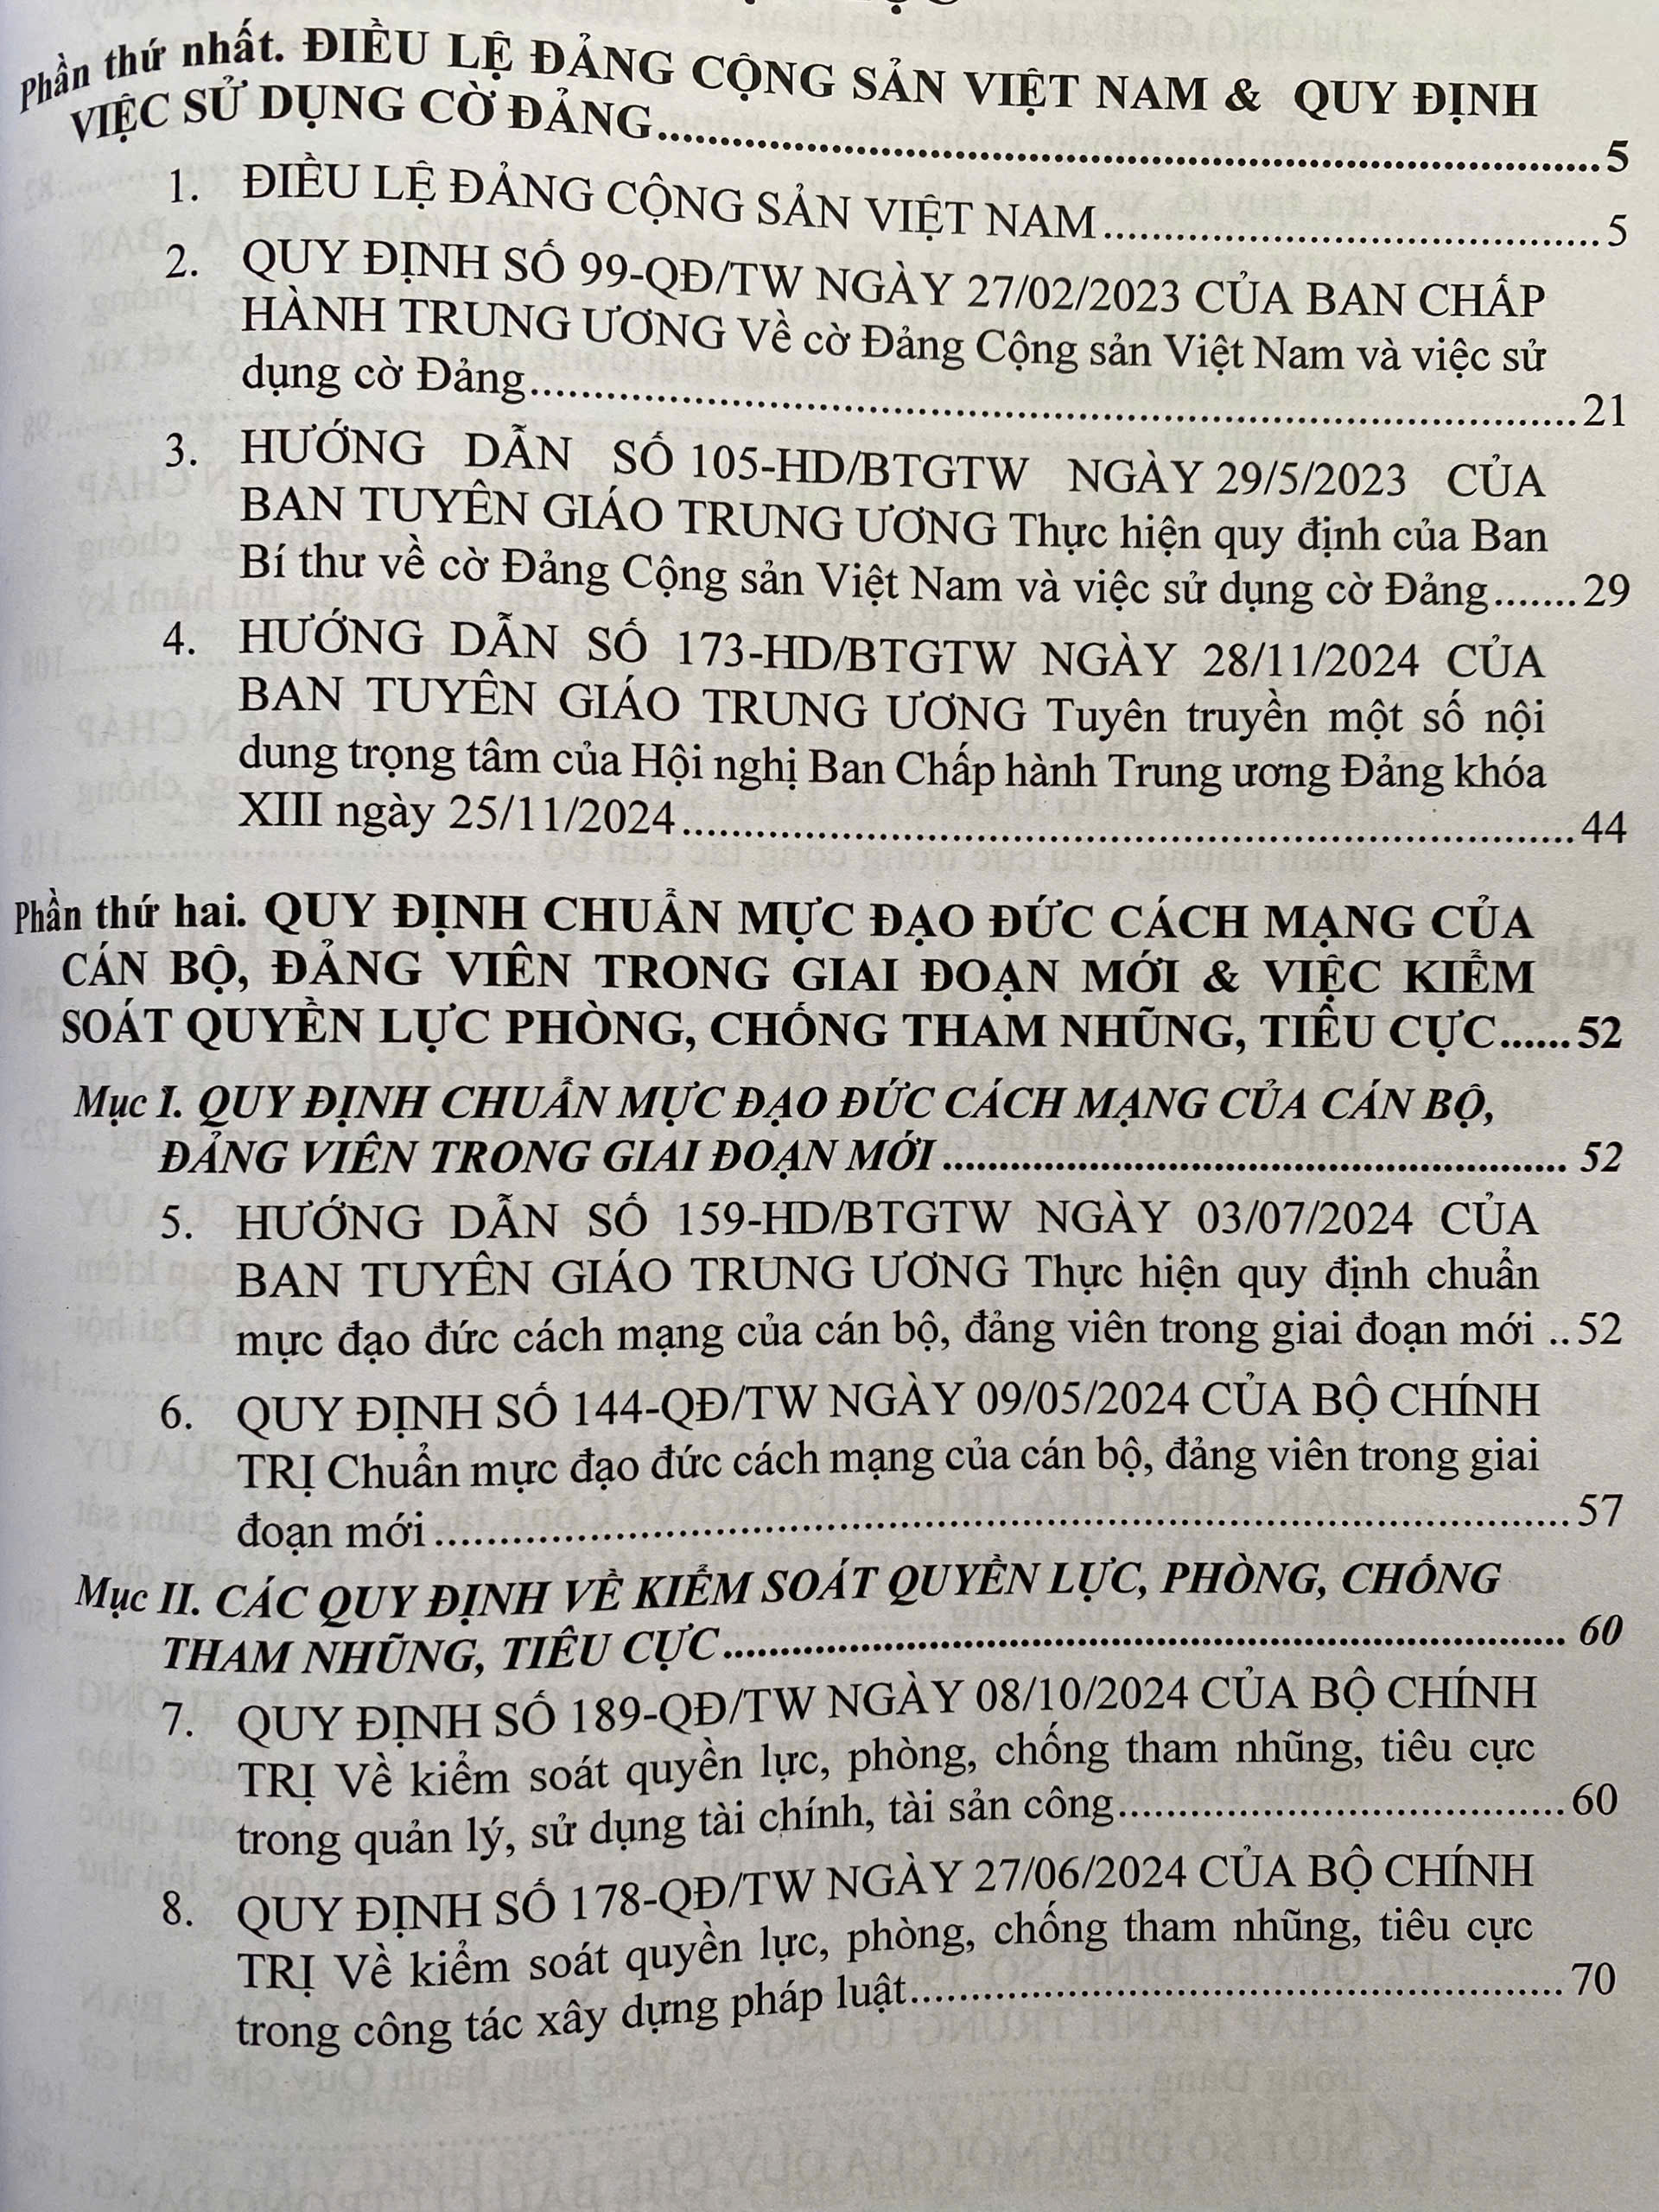 Phần thứ nhất. ĐIỀU LỆ ĐẢNG CỘNG SẢN VIỆT NAM & QUY ĐỊNH
VIỆC SỬ DỤNG CỜ ĐẢNG....................5
1. ĐIỀU LỆ ĐẢNG CỘNG SẢN VIỆT NAM....................5
2. QUY ĐỊNH SỐ 99-QĐ/TW NGÀY 27/02/2023 CỦA BAN CHẤP
HÀNH TRUNG ƯƠNG Về cờ Đảng Cộng sản Việt Nam và việc sử
dụng cờ Đảng....................21
3. HƯỚNG DẪN SỐ 105-HD/BTGTW NGÀY 29/5/2023 CỦA
BAN TUYÊN GIÁO TRUNG ƯƠNG Thực hiện quy định của Ban
Bí thư về cờ Đảng Cộng sản Việt Nam và việc sử dụng cờ Đảng.......29
4. HƯỚNG DẪN SỐ 173-HD/BTGTW NGÀY 28/11/2024 CỦA
BAN TUYÊN GIÁO TRUNG ƯƠNG Tuyên truyền một số nội
dung trọng tâm của Hội nghị Ban Chấp hành Trung ương Đảng khóa
XIII ngày 25/11/2024....................44
Phần thứ hai. QUY ĐỊNH CHUẨN MỰC ĐẠO ĐỨC CÁCH MẠNG CỦA
CÁN BỘ, ĐẢNG VIÊN TRONG GIAI ĐOẠN MỚI & VIỆC KIỂM
SOÁT QUYỀN LỰC PHÒNG, CHỐNG THAM NHŨNG, TIÊU CỰC......52
Mục I. QUY ĐỊNH CHUẨN MỰC ĐẠO ĐỨC CÁCH MẠNG CỦA CÁN BỘ,
ĐẢNG VIÊN TRONG GIAI ĐOẠN MỚI .................... 52
5. HƯỚNG DẪN SỐ 159-HD/BTGTW NGÀY 03/07/2024 CỦA
BAN TUYÊN GIÁO TRUNG ƯƠNG Thực hiện quy định chuẩn
mực đạo đức cách mạng của cán bộ, đảng viên trong giai đoạn mới ..52
6. QUY ĐỊNH SỐ 144-QĐ/TW NGÀY 09/05/2024 CỦA BỘ CHÍNH
TRỊ Chuẩn mực đạo đức cách mạng của cán bộ, đảng viên trong giai
đoạn mới....................57
Mục II. CÁC QUY ĐỊNH VỀ KIỂM SOÁT QUYỀN LỰC, PHÒNG, CHỐNG
THAM NHŨNG, TIÊU CỰC.................... 60
7. QUY ĐỊNH SỐ 189-QĐ/TW NGÀY 08/10/2024 CỦA BỘ CHÍNH
TRỊ Về kiểm soát quyền lực, phòng, chống tham nhũng, tiêu cực
trong quản lý, sử dụng tài chính, tài sản công....................60
8. QUY ĐỊNH SỐ 178-QĐ/TW NGÀY 27/06/2024 CỦA BỘ CHÍNH
TRỊ Về kiểm soát quyền lực, phòng, chống tham nhũng, tiêu cực
trong công tác xây dựng pháp luật....................70